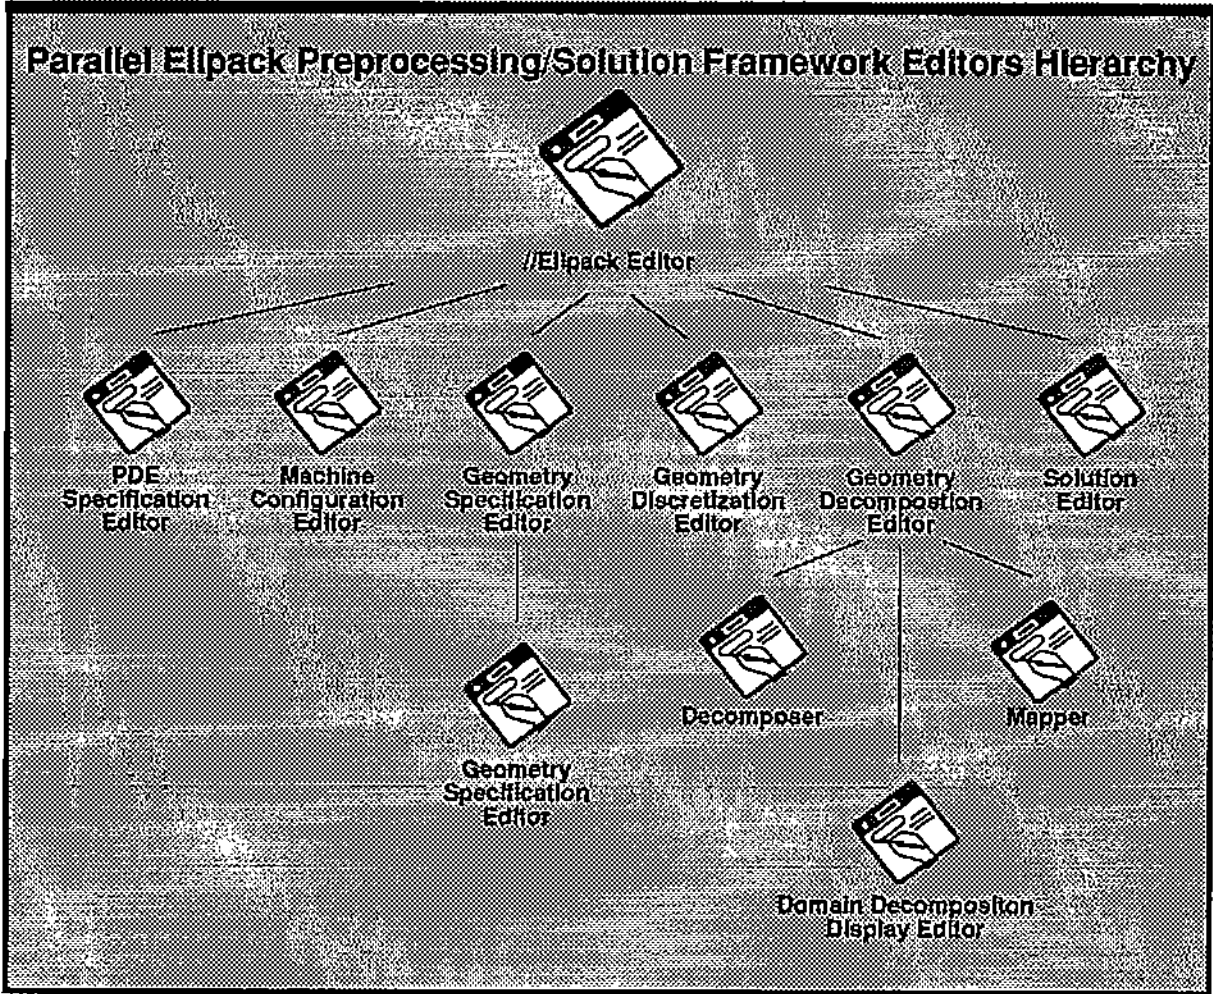 Parallel Ellpack Preprocessing/Solution Framework Editors Hierarchy
//Ellpack Editor
PDE
Specification
Editor
Machine
Configuration
Editor
Geometry
Specification
Editor
Geometry
Discretization
Editor
Geometry
Decompostion
Editor
Solution
Editor
Decomposer
Mapper
Geometry
Specification
Editor
Domain Decompositon
Display Editor